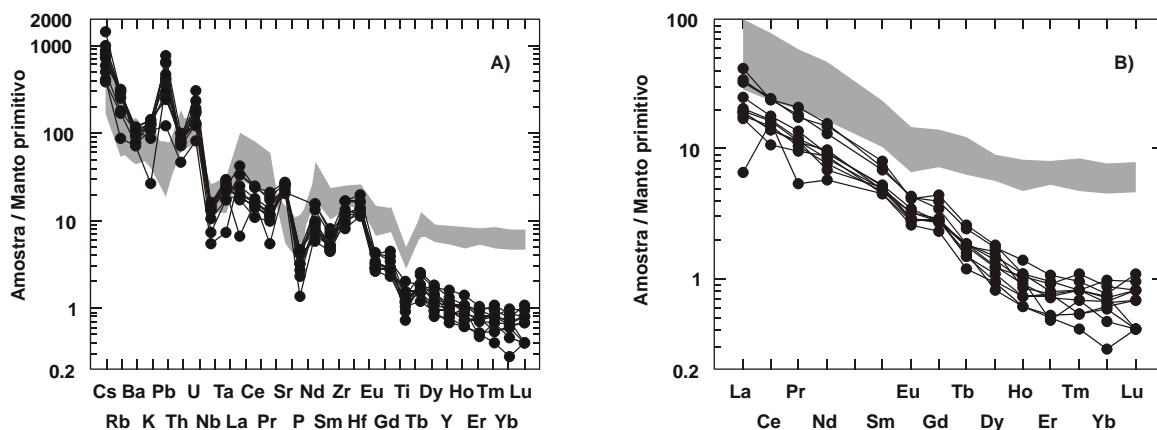 Amostra / Manto primitivo
2000
1000
100
10
1
0.2
A)
Cs Ba Pb U Ta Ce Sr Nd Zr Eu Ti Dy Ho Tm Lu
Rb K Th Nb La Pr P Sm Hf Gd Tb Y Er Yb
Amostra / Manto primitivo
100
10
1
0.2
B)
La Pr Eu Tb Ho Tm Lu
Ce Nd Sm Gd Dy Er Yb